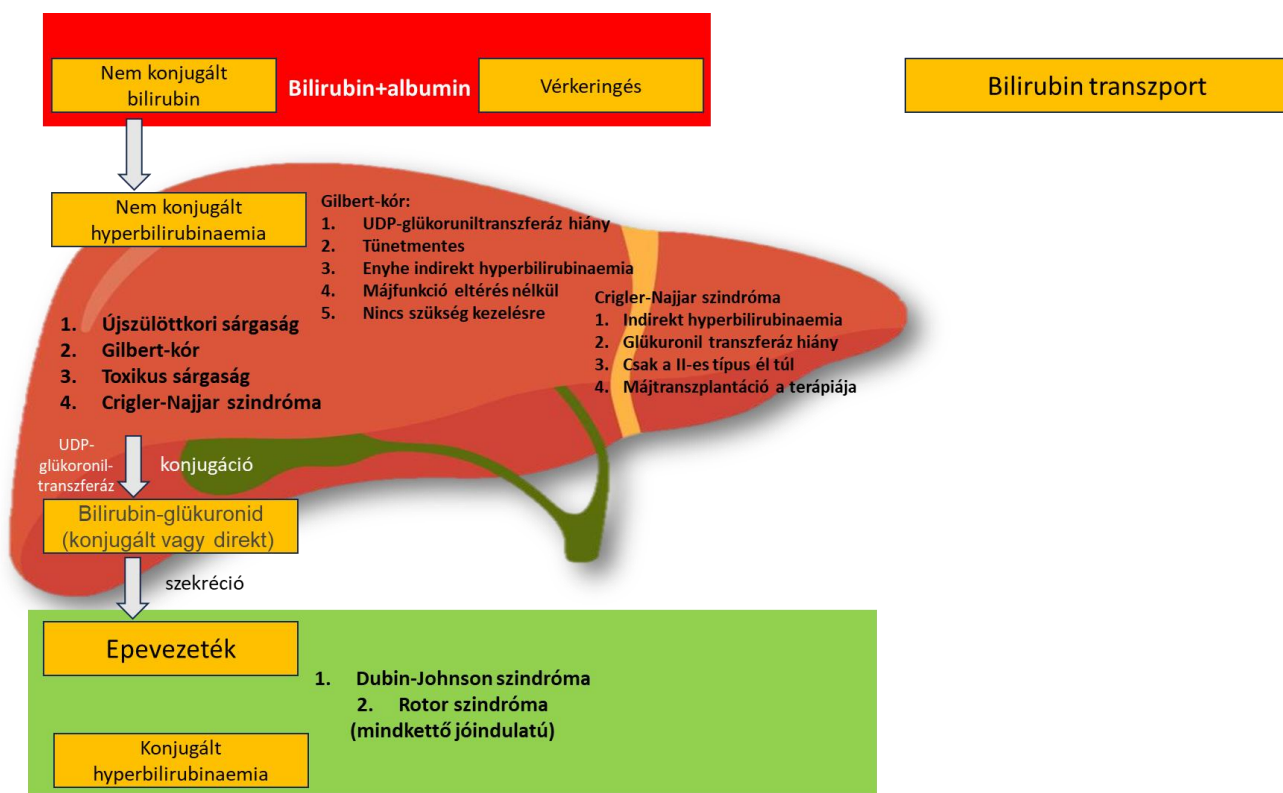 Nem konjugált
bilirubin
Bilirubin+albumin
Vérkeringés
Bilirubin transzport
Nem konjugált
hyperbilirubinaemia
Gilbert-kór:
1. UDP-glükoruniltranszferáz hiány
2. Tünetmentes
3. Enyhe indirekt hyperbilirubinaemia
4. Májfunkció eltérés nélkül
5. Nincs szükség kezelésre
Crigler-Najjar szindróma
1. Indirekt hyperbilirubinaemia
2. Glükuronil transzferáz hiány
3. Csak a II-es típus él túl
4. Májtranszplantáció a terápiája
1. Újszülöttkori sárgaság
2. Gilbert-kór
3. Toxikus sárgaság
4. Crigler-Najjar szindróma
UDP-
glükoronil-
transzferáz
konjugáció
Bilirubin-glükuronid
(konjugált vagy direkt)
szekréció
Epevezeték
1. Dubin-Johnson szindróma
2. Rotor szindróma
(mindkettő jóindulatú)
Konjugált
hyperbilirubinaemia